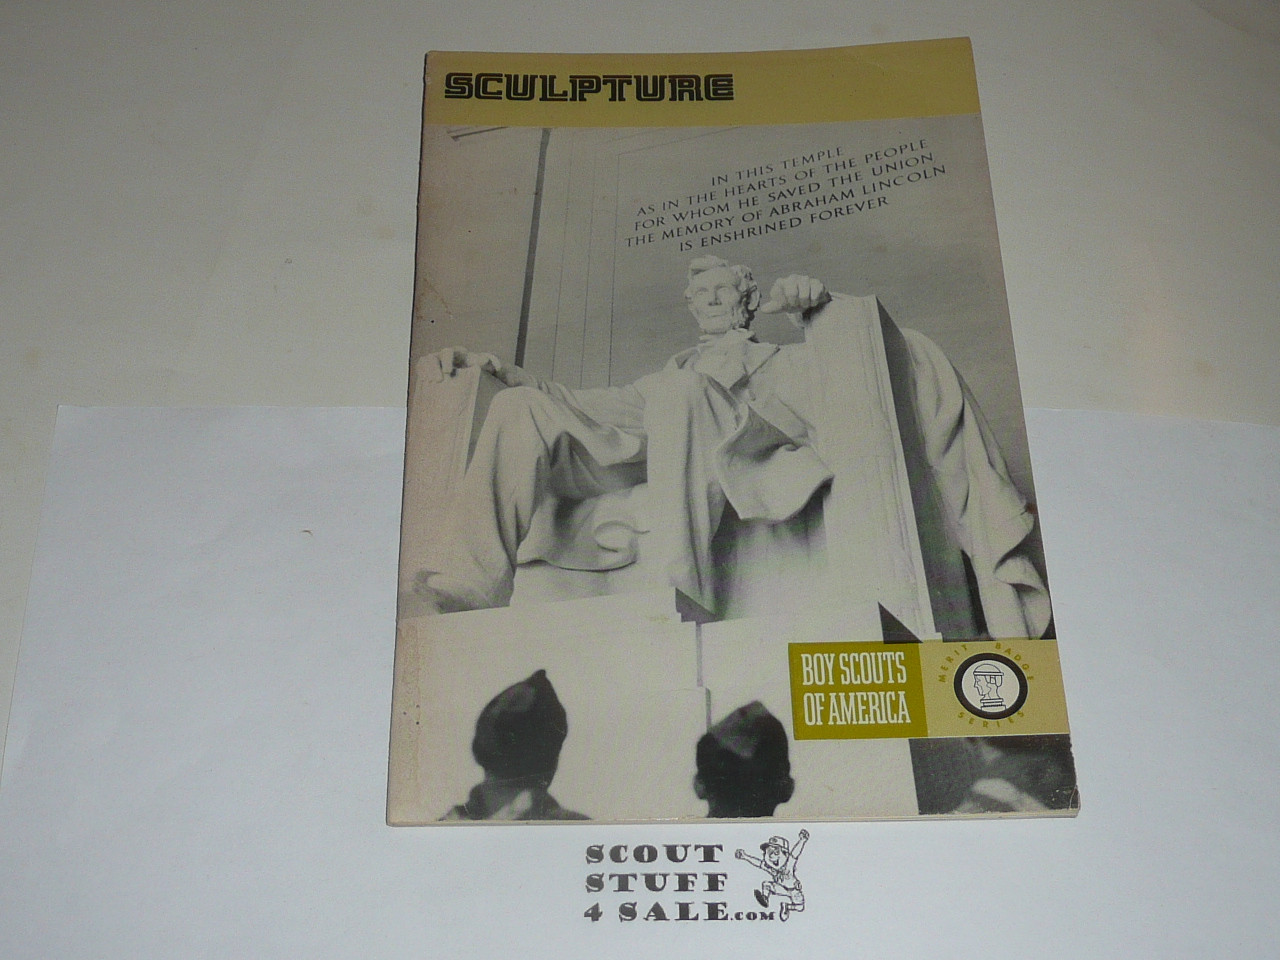 SCULPTURE
IN THIS TEMPLE
AS IN THE HEARTS OF THE PEOPLE
FOR WHOM HE SAVED THE UNION
THE MEMORY OF ABRAHAM LINCOLN
IS ENSHRINED FOREVER
BOY SCOUTS
OF AMERICA
MERIT BADGE
SERIES
SCOUT
STUFF
4 SALE.com